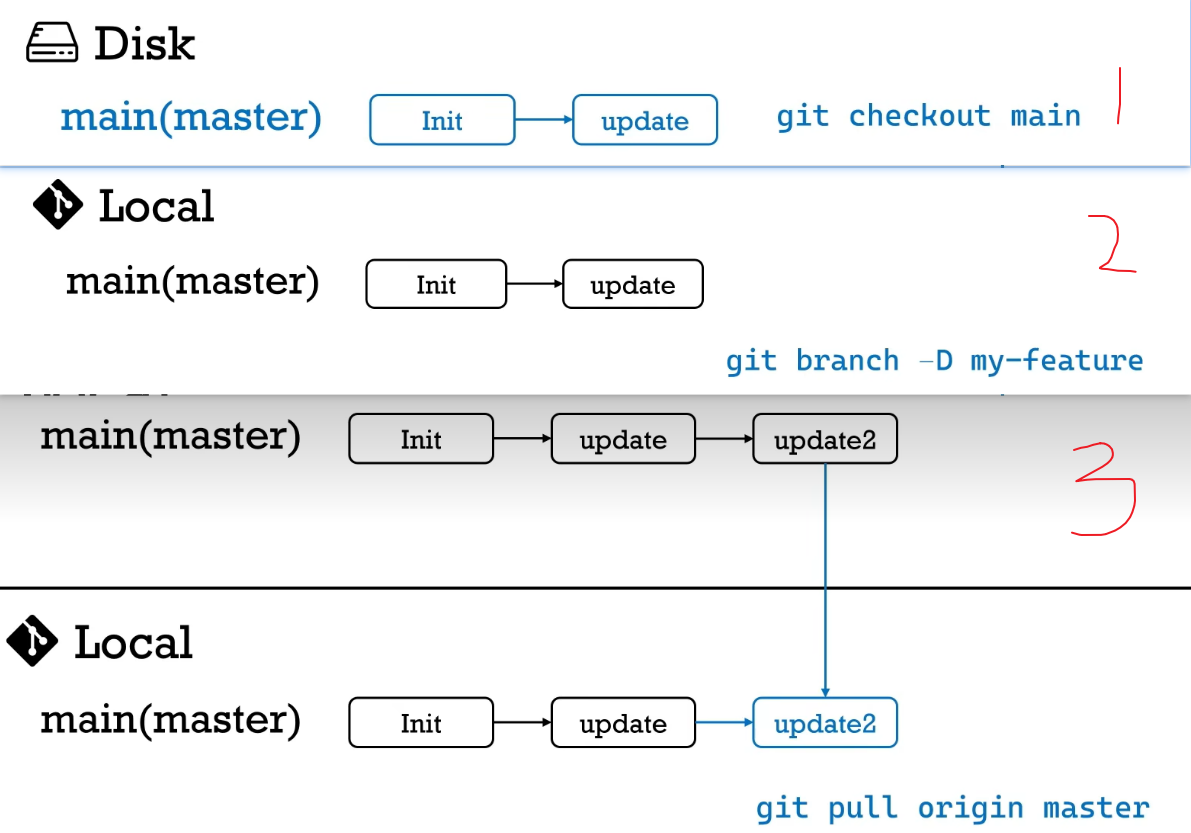 Disk
main(master) Init update git checkout main 1
Local
2
main(master) Init update
git branch -D my-feature
main(master) Init update update2
3
Local
main(master) Init update update2
git pull origin master